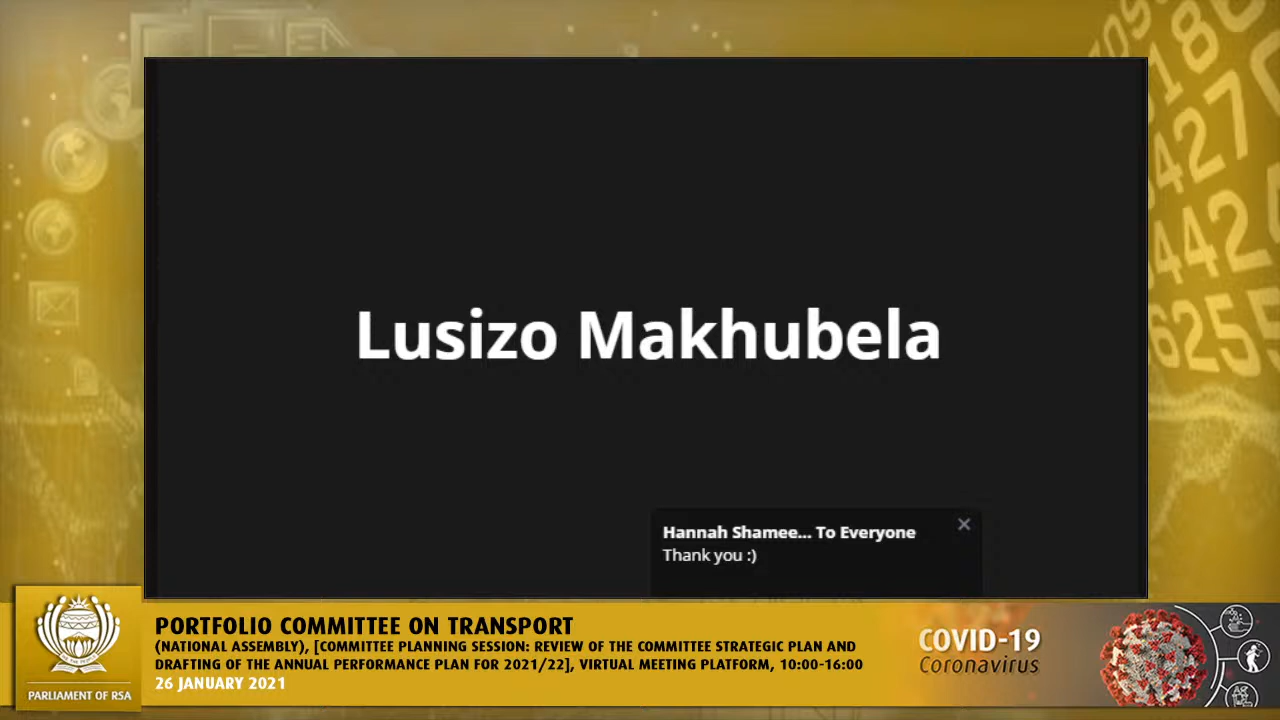 Lusizo Makhubela
Hannah Shamee... To Everyone
Thank you :)
PORTFOLIO COMMITTEE ON TRANSPORT
(NATIONAL ASSEMBLY), [COMMITTEE PLANNING SESSION: REVIEW OF THE COMMITTEE STRATEGIC PLAN AND
DRAFTING OF THE ANNUAL PERFORMANCE PLAN FOR 2021/22], VIRTUAL MEETING PLATFORM, 10:00-16:00
26 JANUARY 2021
PARLIAMENT OF RSA
COVID-19
Coronavirus